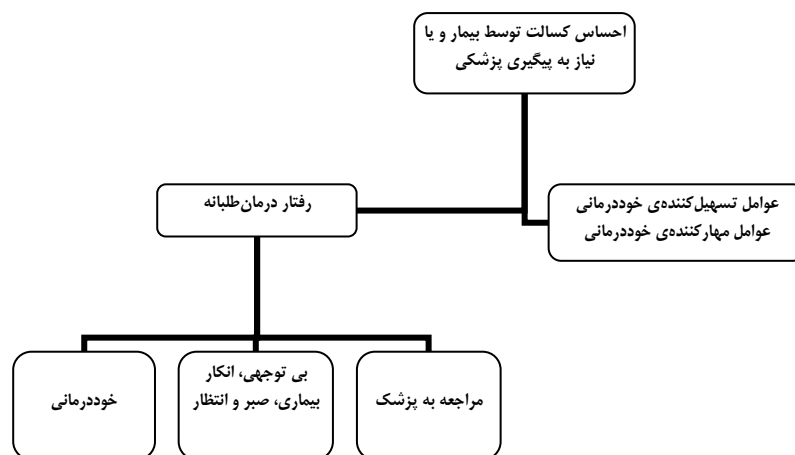 احساس کسالت توسط بیمار و یا
نیاز به پیگیری پزشکی
عوامل تسهیل‌کننده‌ی خوددرمانی
عوامل مهارکننده‌ی خوددرمانی
رفتار درمان‌طلبانه
مراجعه به پزشک
بی توجهی، انکار
بیماری، صبر و انتظار
خوددرمانی